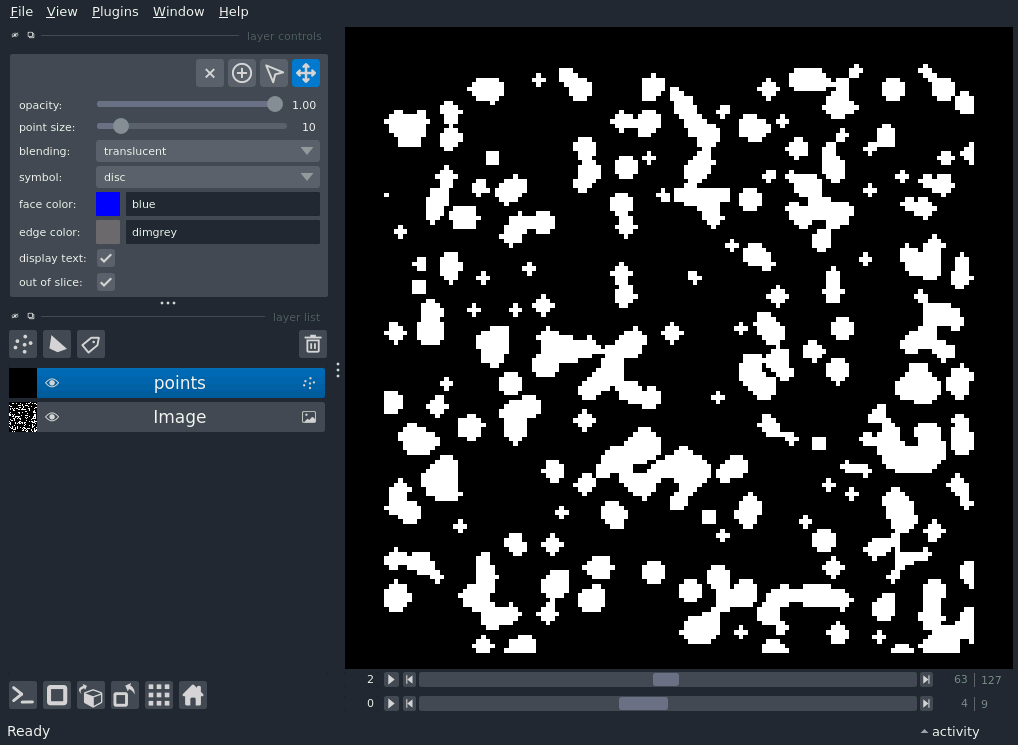 File View Plugins Window Help
layer controls
opacity: 1.00
point size: 10
blending: translucent
symbol: disc
face color: blue
edge color: dimgrey
display text:
out of slice:
layer list
points
Image
2 63 127
0 4 9
Ready activity